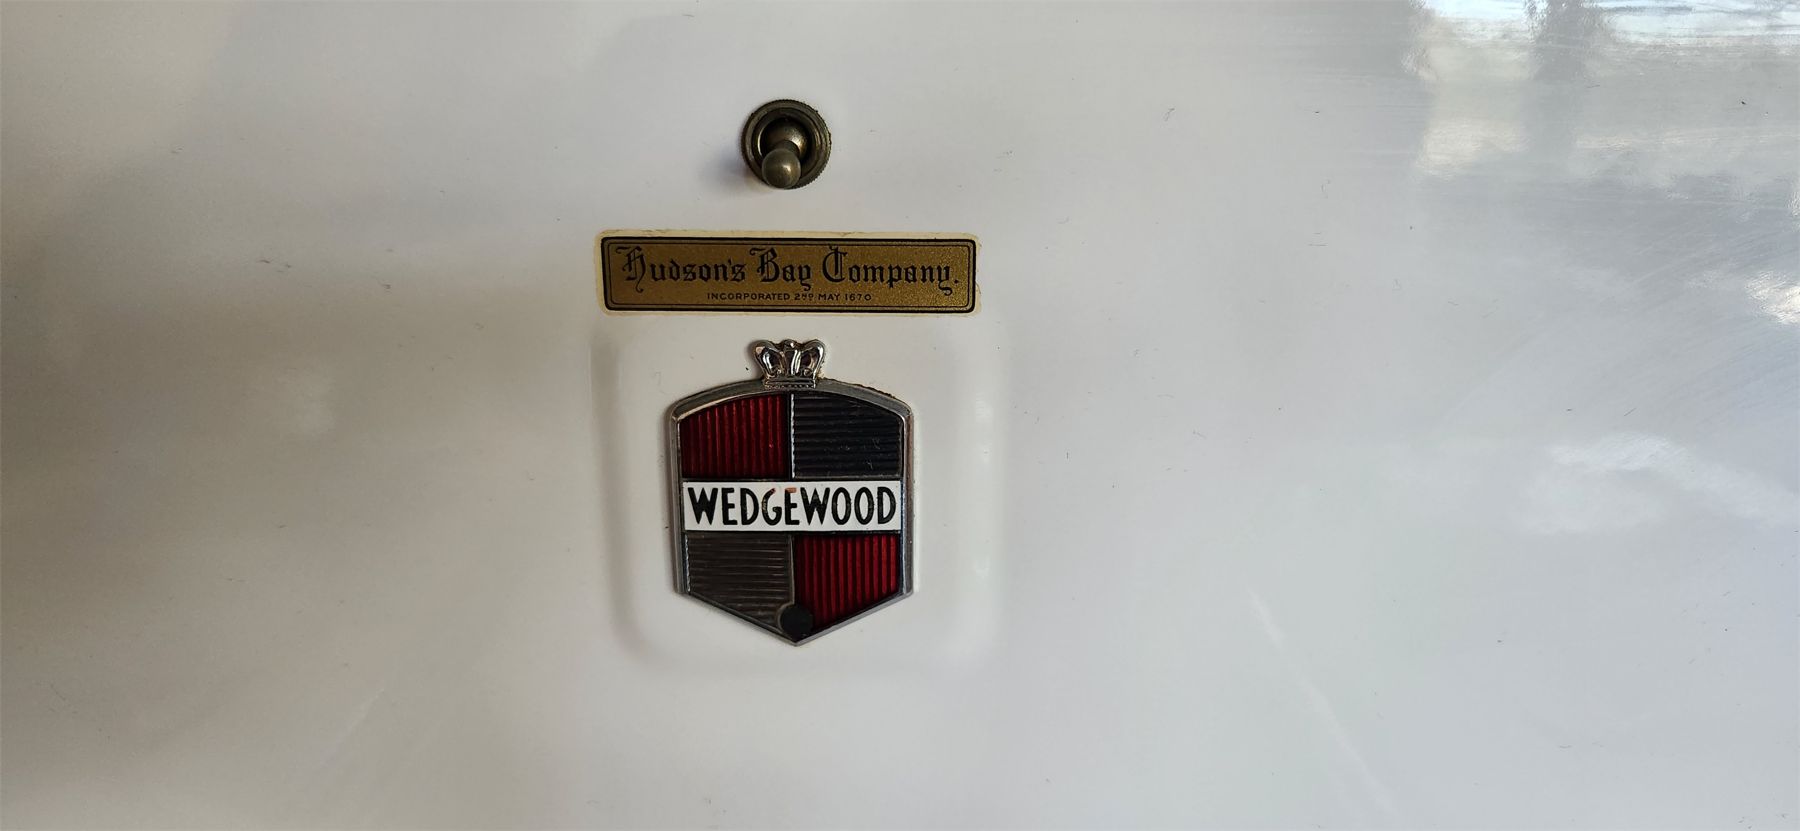 Hudson's Bay Company.
INCORPORATED 2ND MAY 1670
WEDGEWOOD